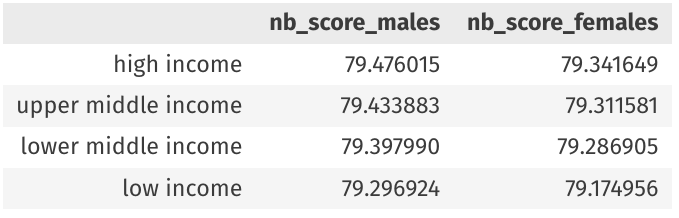 nb_score_males nb_score_females
high income 79.476015 79.341649
upper middle income 79.433883 79.311581
lower middle income 79.397990 79.286905
low income 79.296924 79.174956